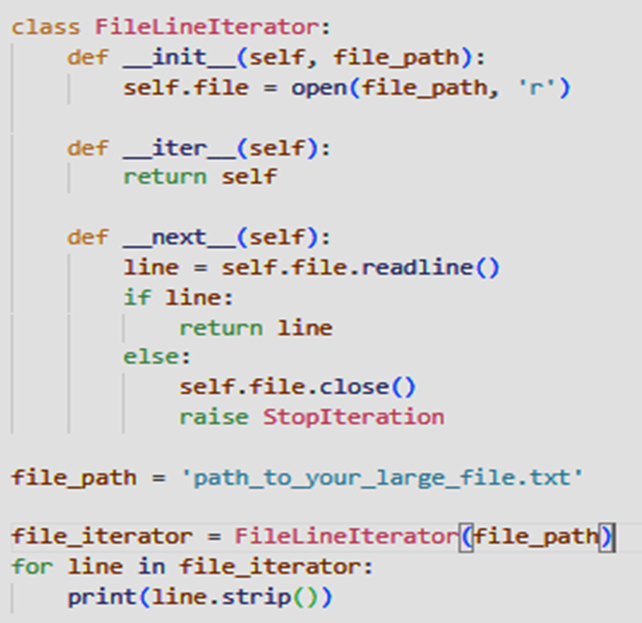 class FileLineIterator:
    def __init__(self, file_path):
        self.file = open(file_path, 'r')
    def __iter__(self):
        return self
    def __next__(self):
        line = self.file.readline()
        if line:
            return line
        else:
            self.file.close()
            raise StopIteration
file_path = 'path_to_your_large_file.txt'
file_iterator = FileLineIterator(file_path)
for line in file_iterator:
    print(line.strip())